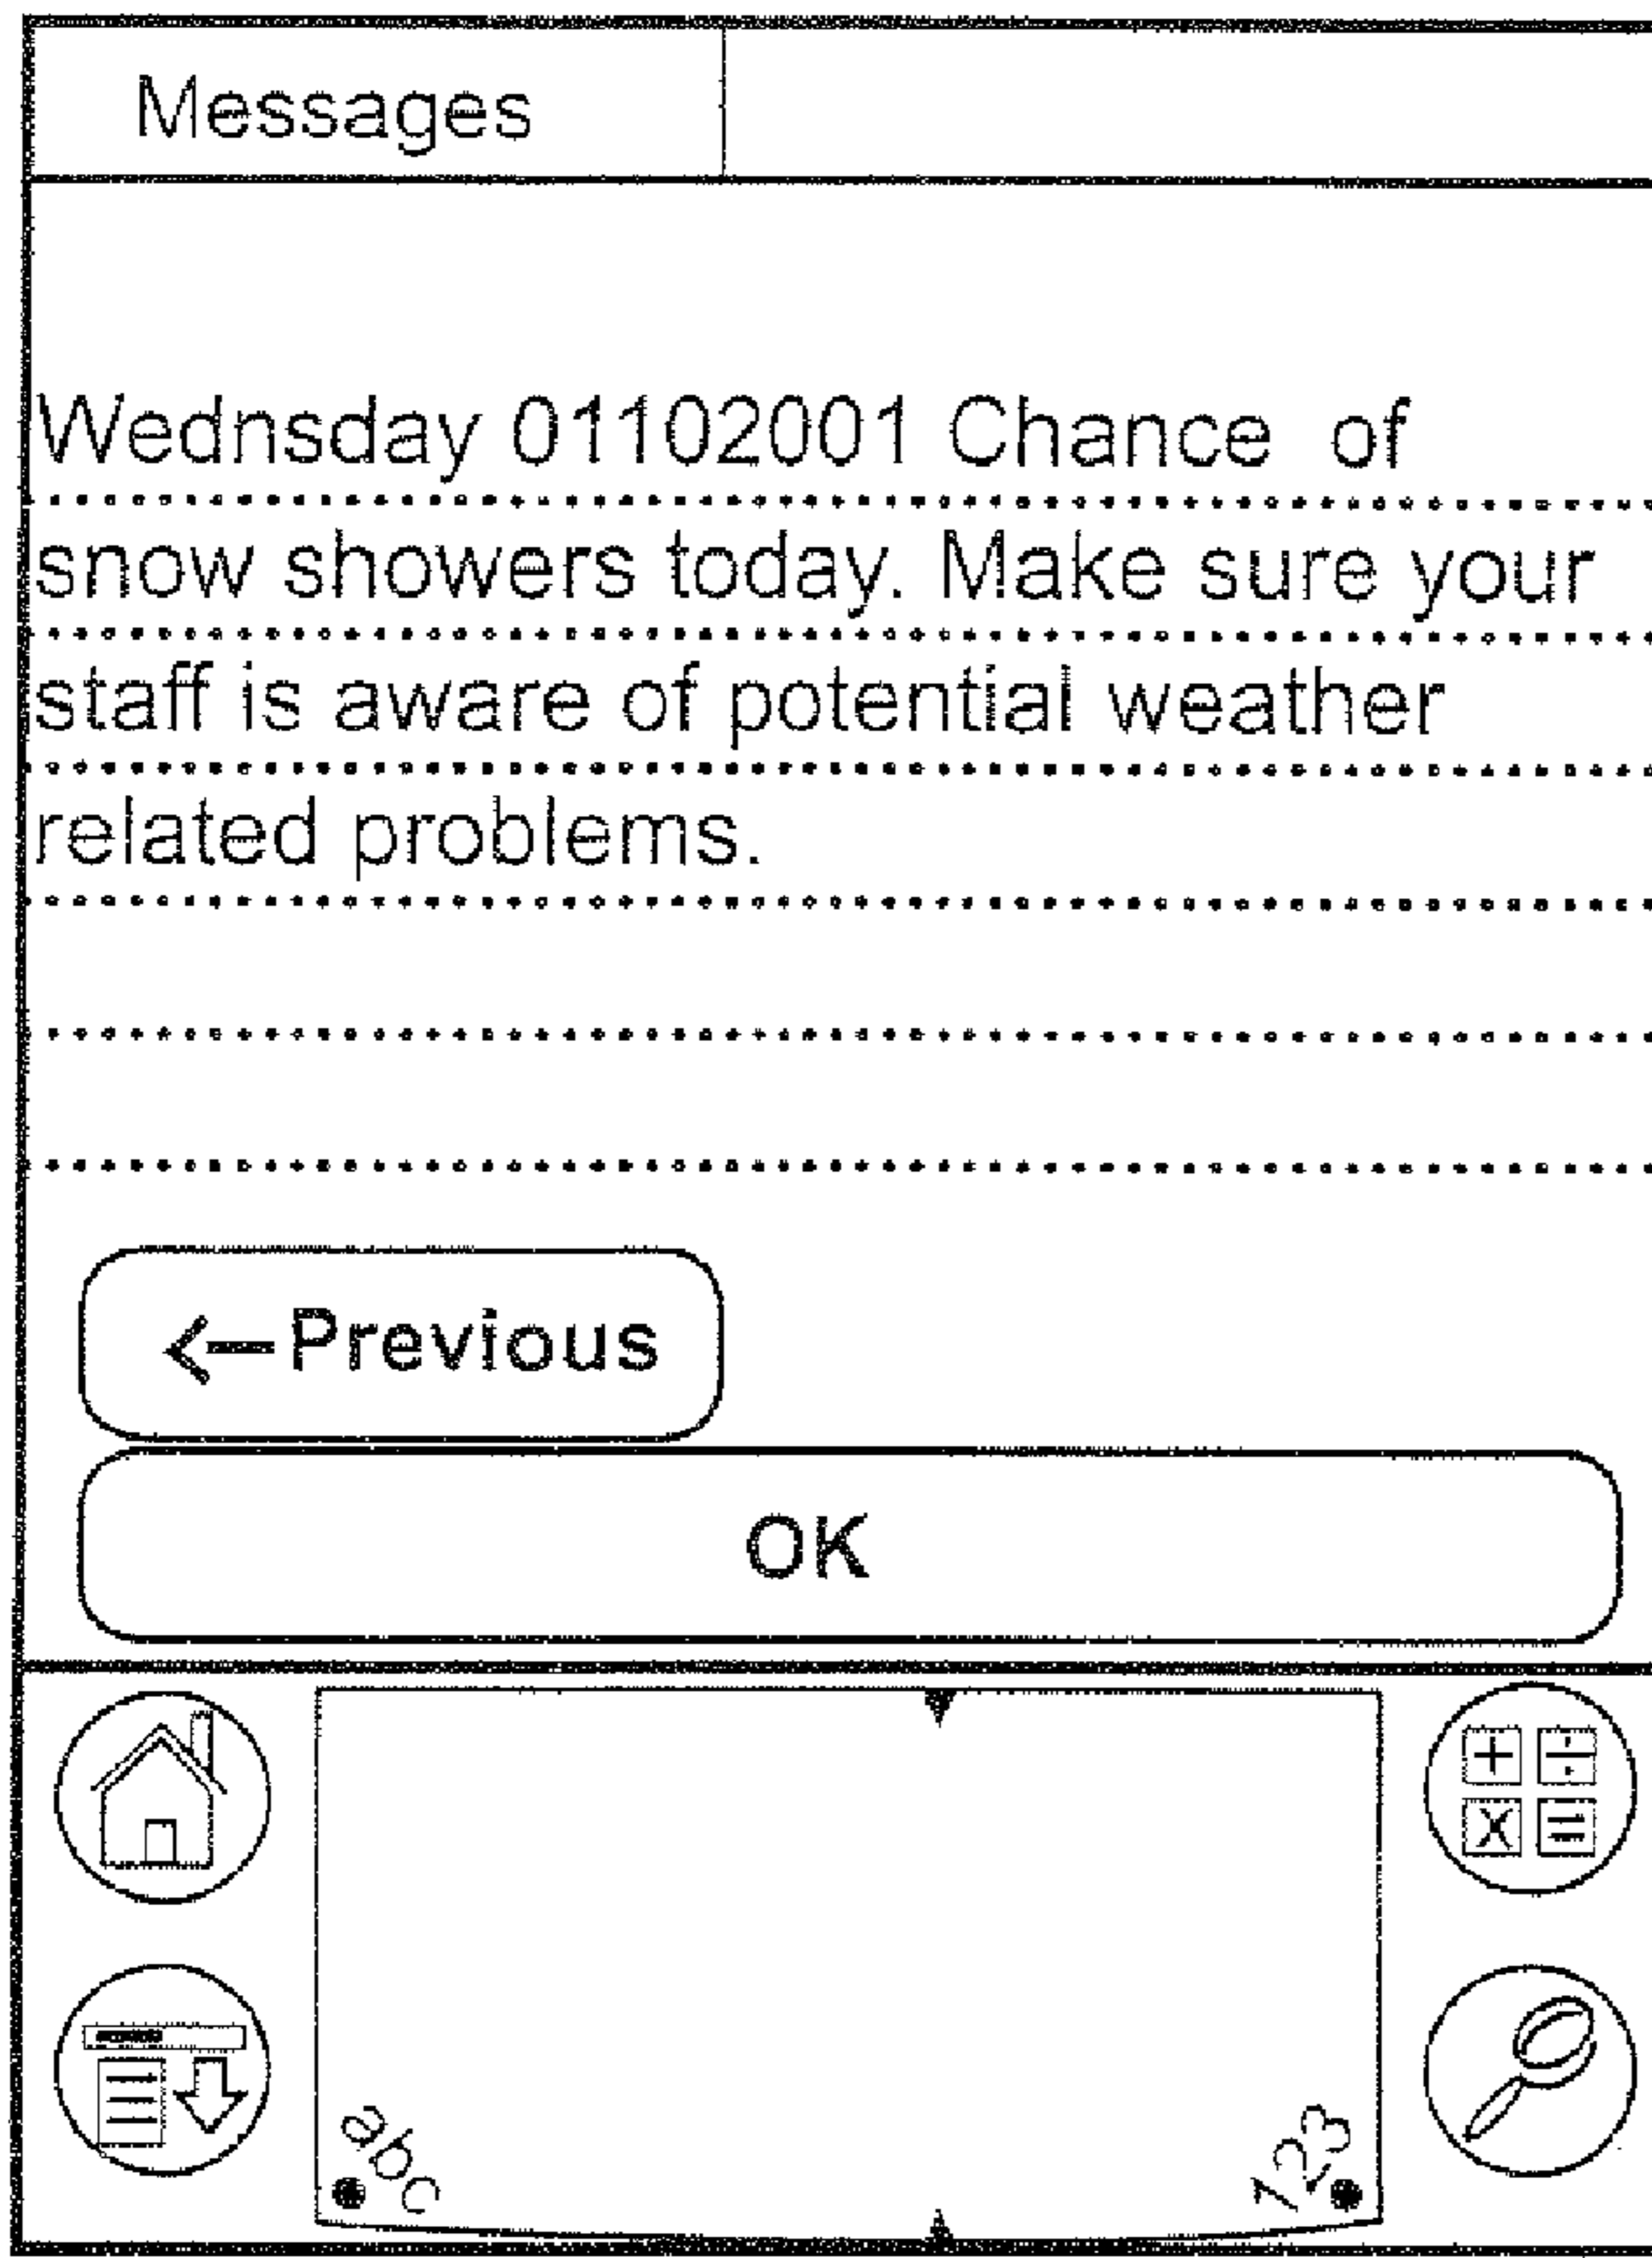 Messages
Wednsday 01102001 Chance of
snow showers today. Make sure your
staff is aware of potential weather
related problems.
←Previous
OK
+ ÷
X =
abc 123